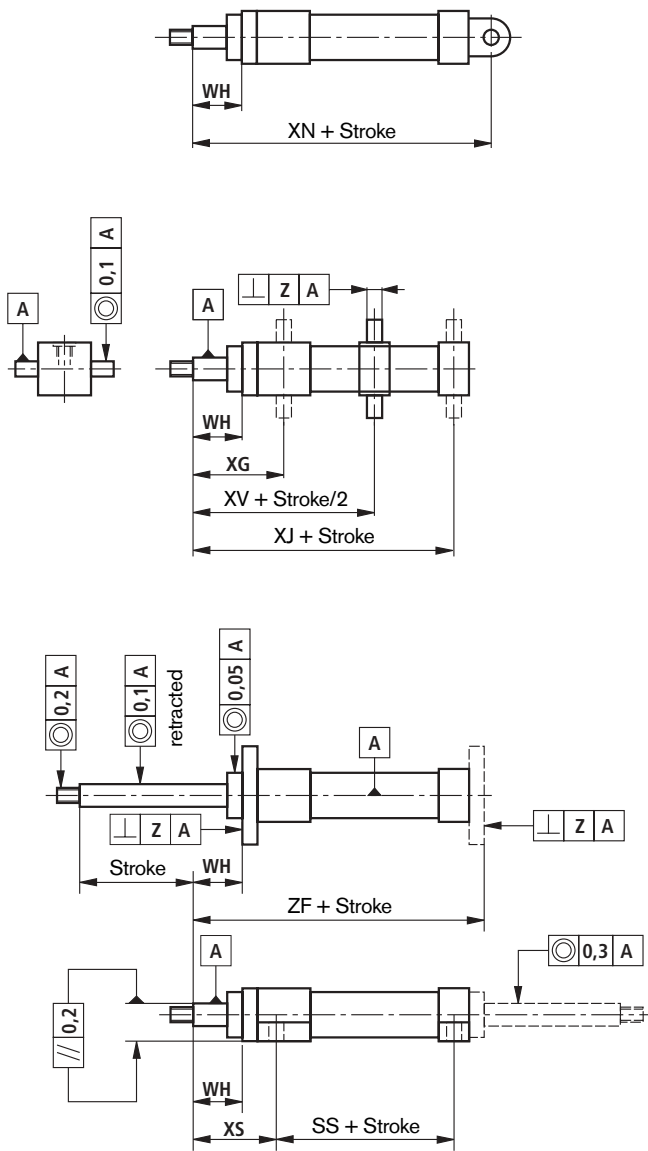 WH
XN + Stroke
A
◎ 0,1 A
A
⊥ Z A
WH
XG
XV + Stroke/2
XJ + Stroke
◎ 0,2 A
◎ 0,1 A
retracted
◎ 0,05 A
A
⊥ Z A
⊥ Z A
Stroke
WH
ZF + Stroke
A
◎ 0,3 A
// 0,2
WH
XS
SS + Stroke